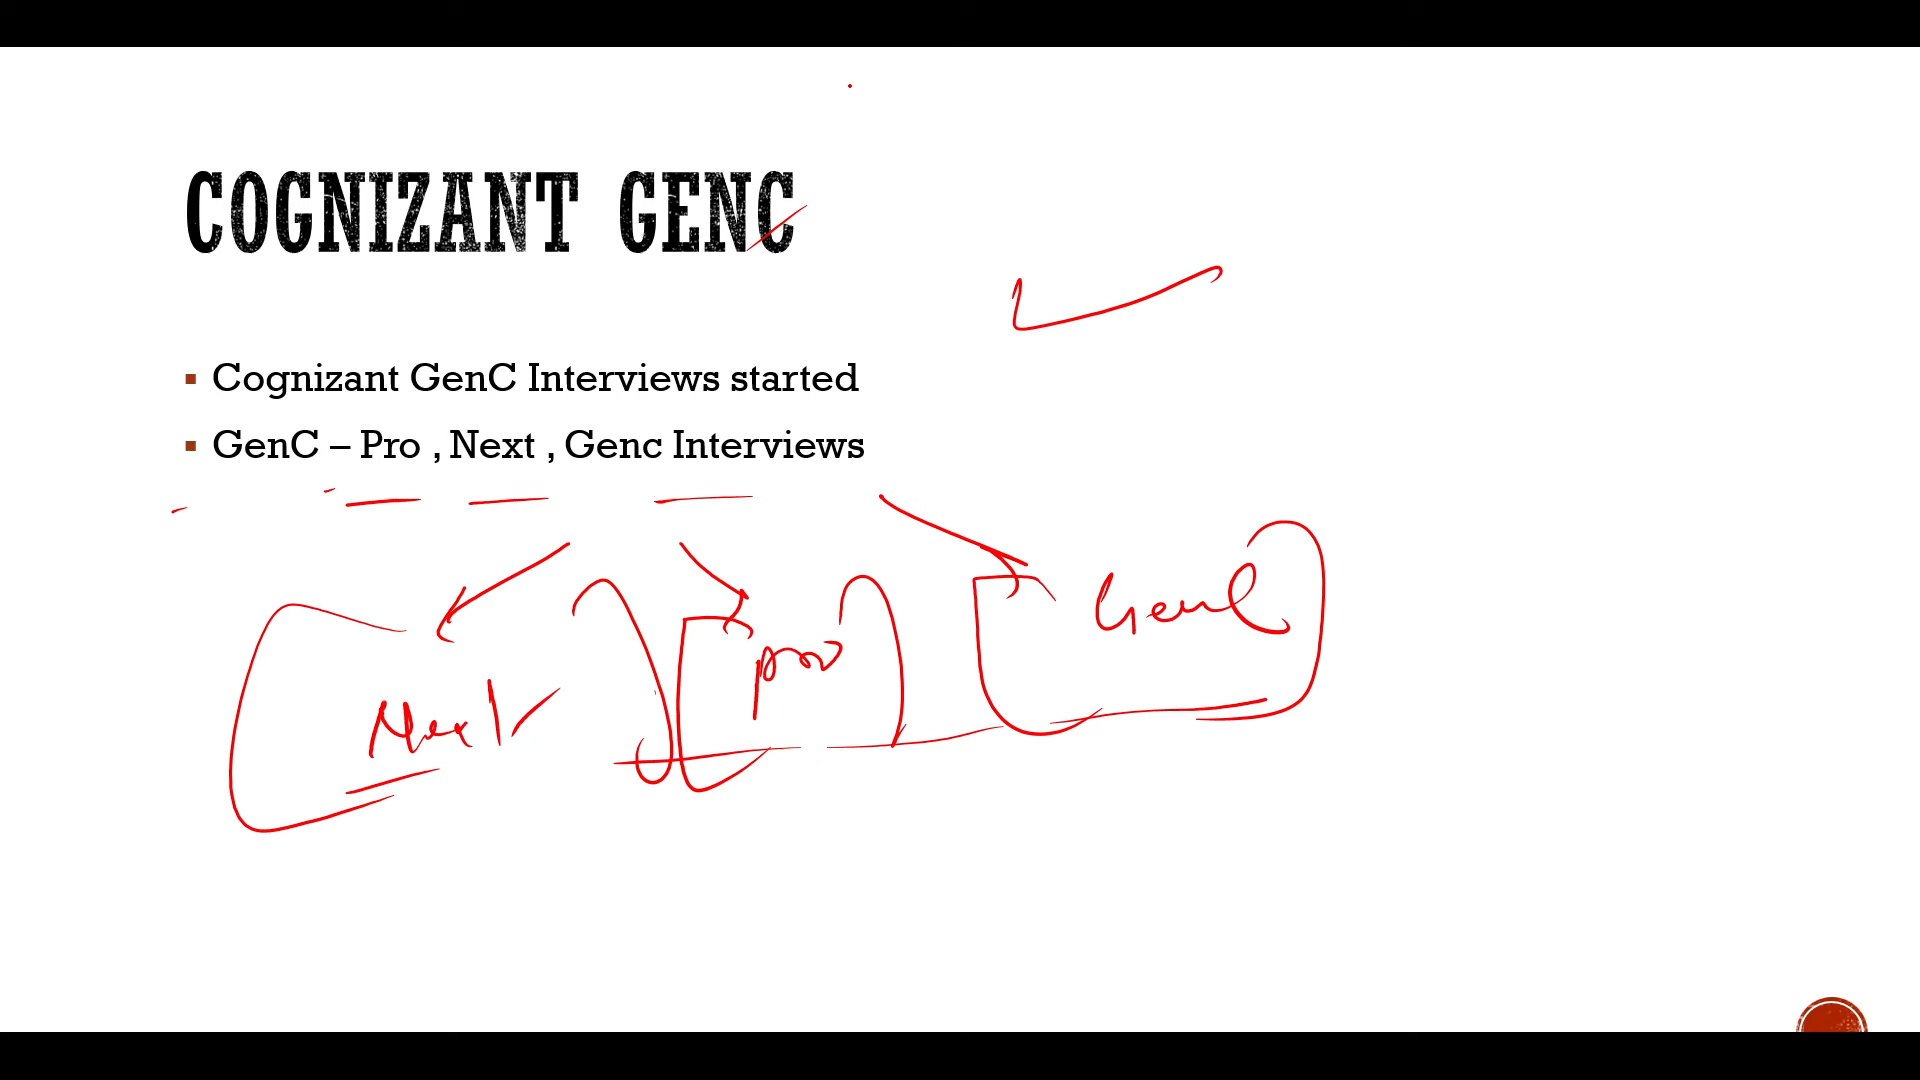 COGNIZANT GENC
Cognizant GenC Interviews started
GenC – Pro , Next , Genc Interviews
Next
pro
GenC